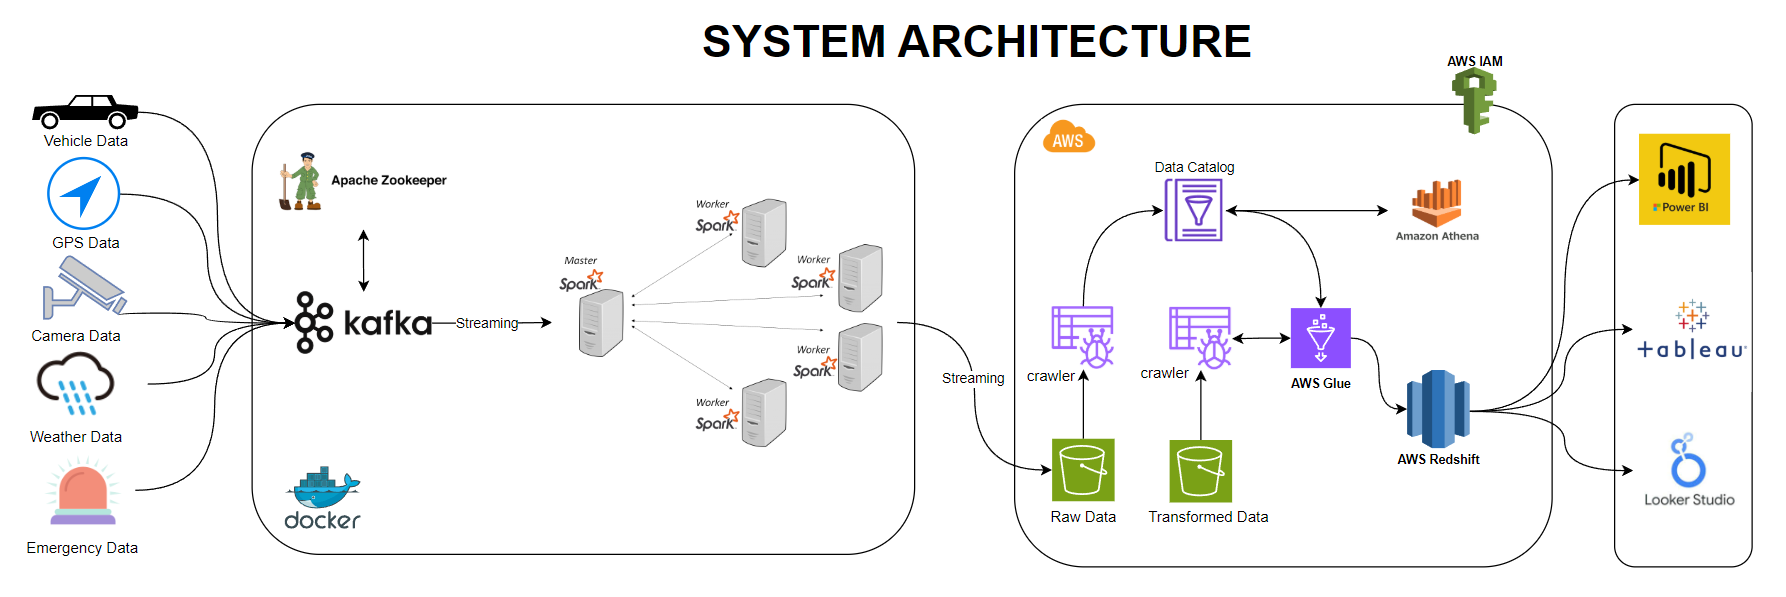 SYSTEM ARCHITECTURE
Vehicle Data
GPS Data
Camera Data
Weather Data
Emergency Data
Apache Zookeeper
kafka
Streaming
docker
Master
Spark
Worker
Spark
Worker
Spark
Worker
Spark
Worker
Spark
Streaming
AWS
AWS IAM
Data Catalog
Amazon Athena
crawler
crawler
AWS Glue
AWS Redshift
Raw Data
Transformed Data
Power BI
+ableau
Looker Studio